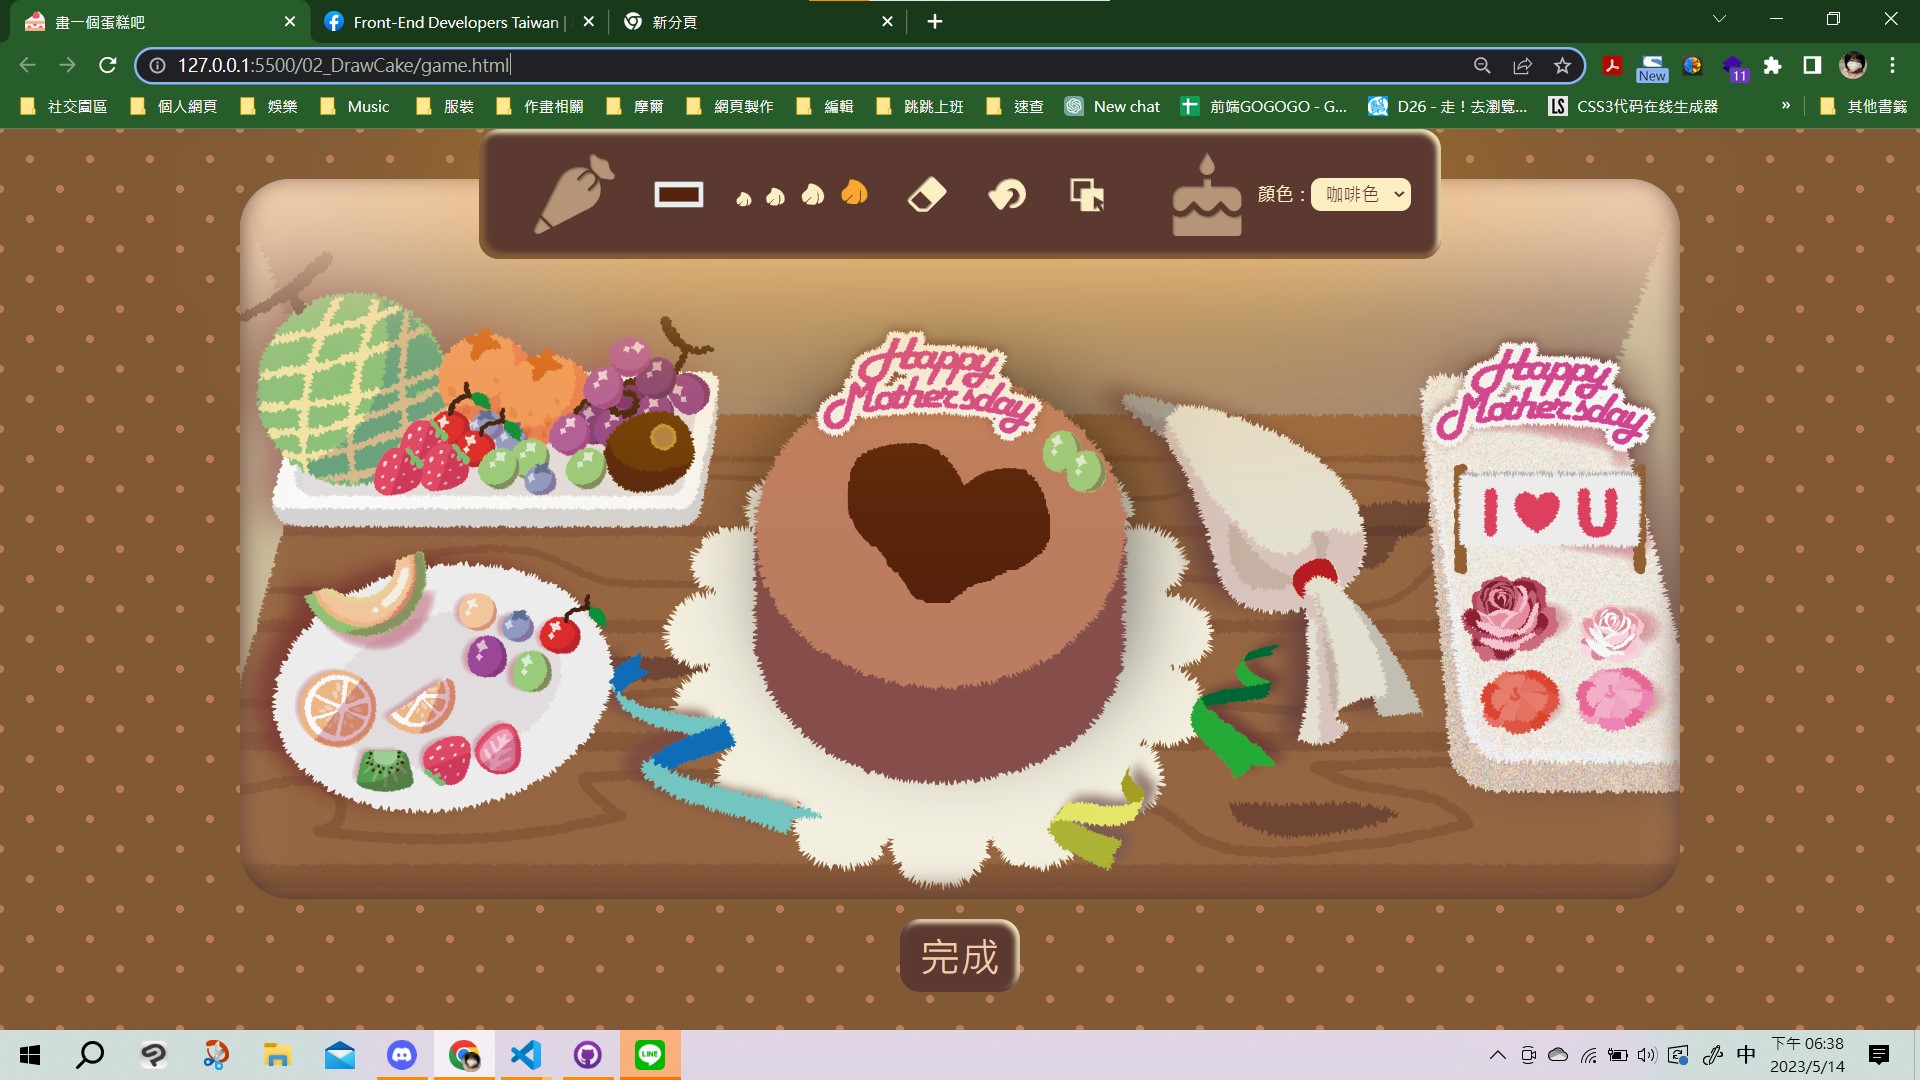 畫一個蛋糕吧
Front-End Developers Taiwan |
新分頁
127.0.0.1:5500/02_DrawCake/game.html
New
11
社交園區
個人網頁
娛樂
Music
服裝
作畫相關
摩爾
網頁製作
編輯
跳跳上班
速查
New chat
前端GOGOGO - G...
D26 - 走！去瀏覽...
LS
CSS3代码在线生成器
»
其他書籤
顏色：
咖啡色
Happy
Mother'sday
Happy
Mother'sday
I ♥ U
完成
LINE
中
下午 06:38
2023/5/14